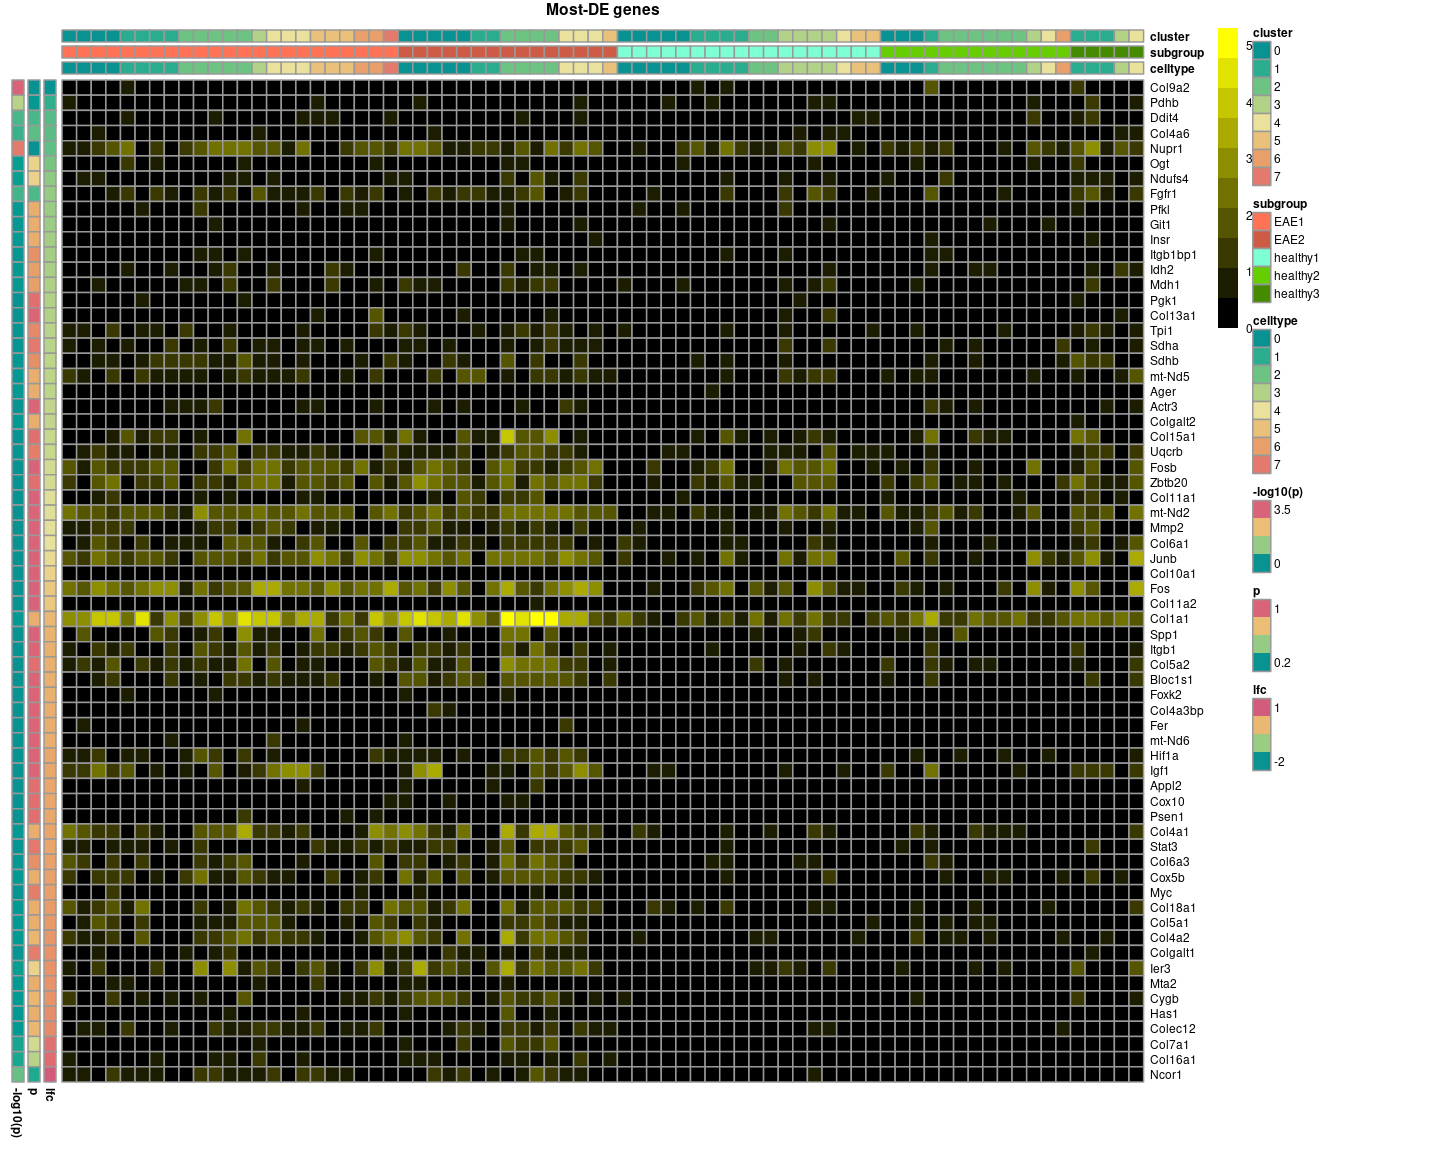 Most-DE genes
cluster
subgroup
celltype
Col9a2
Pdhb
Ddit4
Col4a6
Nupr1
Ogt
Ndufs4
Fgfr1
Pfkl
Git1
Insr
Itgb1bp1
Idh2
Mdh1
Pgk1
Col13a1
Tpi1
Sdha
Sdhb
mt-Nd5
Ager
Actr3
Colgalt2
Col15a1
Uqcrb
Fosb
Zbtb20
Col11a1
mt-Nd2
Mmp2
Col6a1
Junb
Col10a1
Fos
Col11a2
Col1a1
Spp1
Itgb1
Col5a2
Bloc1s1
Foxk2
Col4a3bp
Fer
mt-Nd6
Hif1a
Igf1
Appl2
Cox10
Psen1
Col4a1
Stat3
Col6a3
Cox5b
Myc
Col18a1
Col5a1
Col4a2
Colgalt1
Ier3
Mta2
Cygb
Has1
Colec12
Col7a1
Col16a1
Ncor1
-log10(p)
p
lfc
5
4
3
2
1
0
cluster
0
1
2
3
4
5
6
7
subgroup
EAE1
EAE2
healthy1
healthy2
healthy3
celltype
0
1
2
3
4
5
6
7
-log10(p)
3.5
0
p
1
0.2
lfc
1
-2